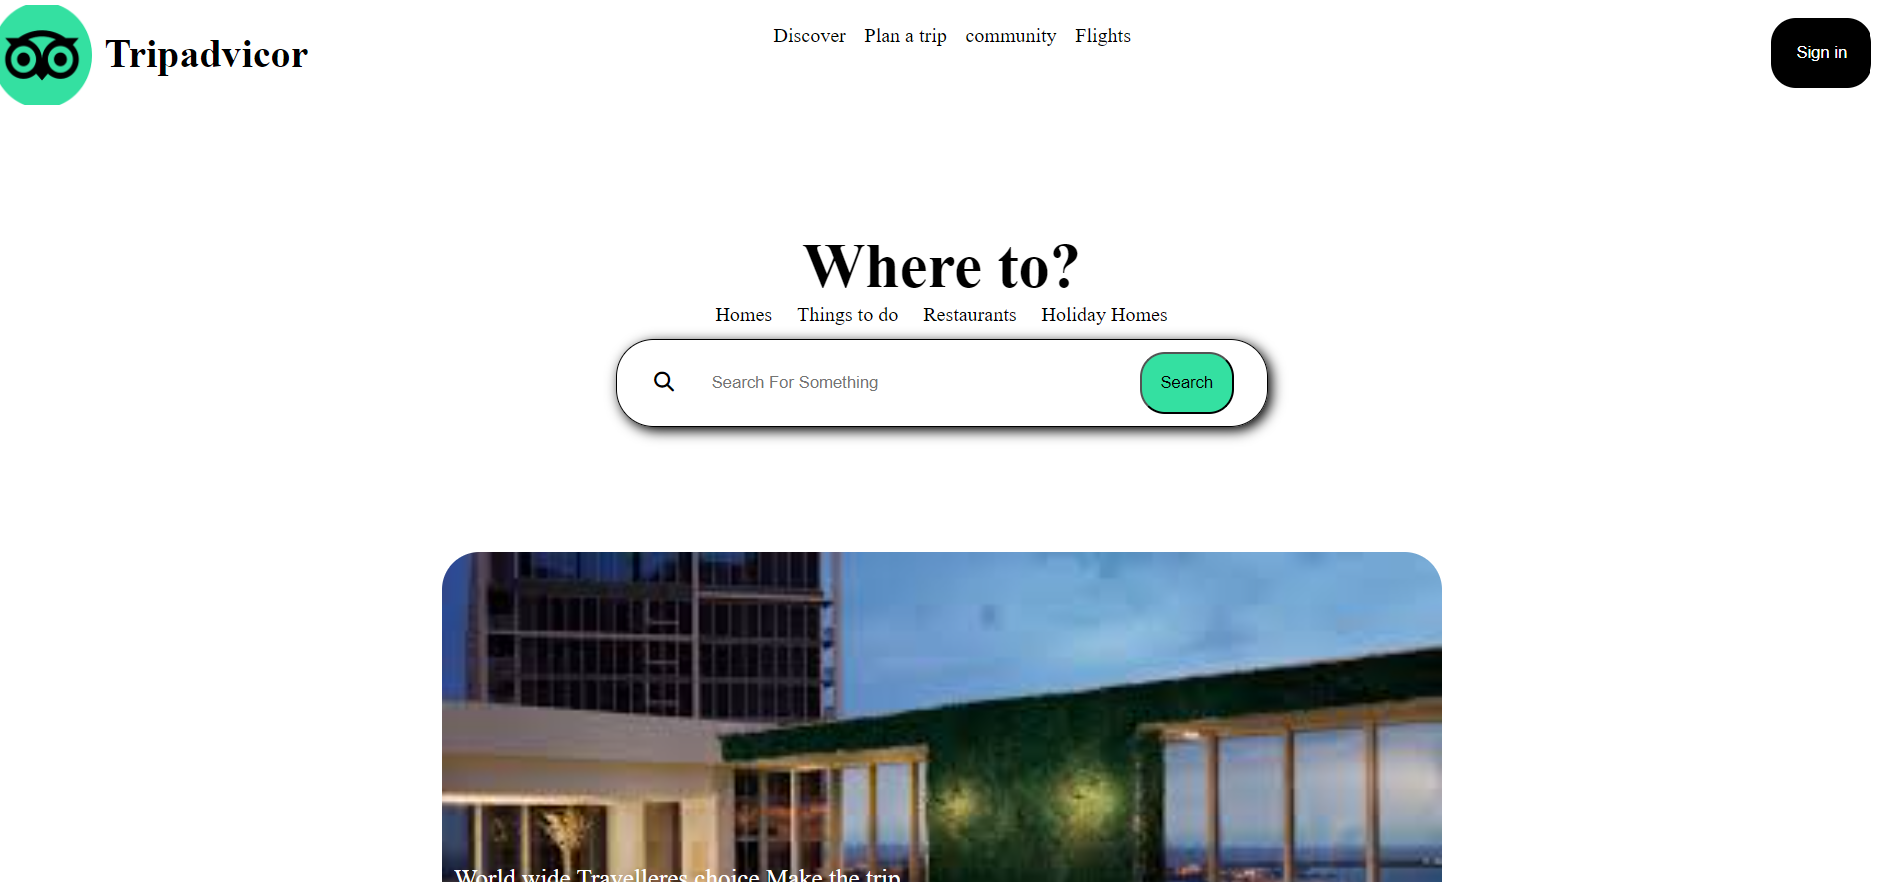 Tripadvicor
Discover Plan a trip community Flights
Sign in
Where to?
Homes Things to do Restaurants Holiday Homes
Search For Something
Search
World wide Travelleres choice Make the trip